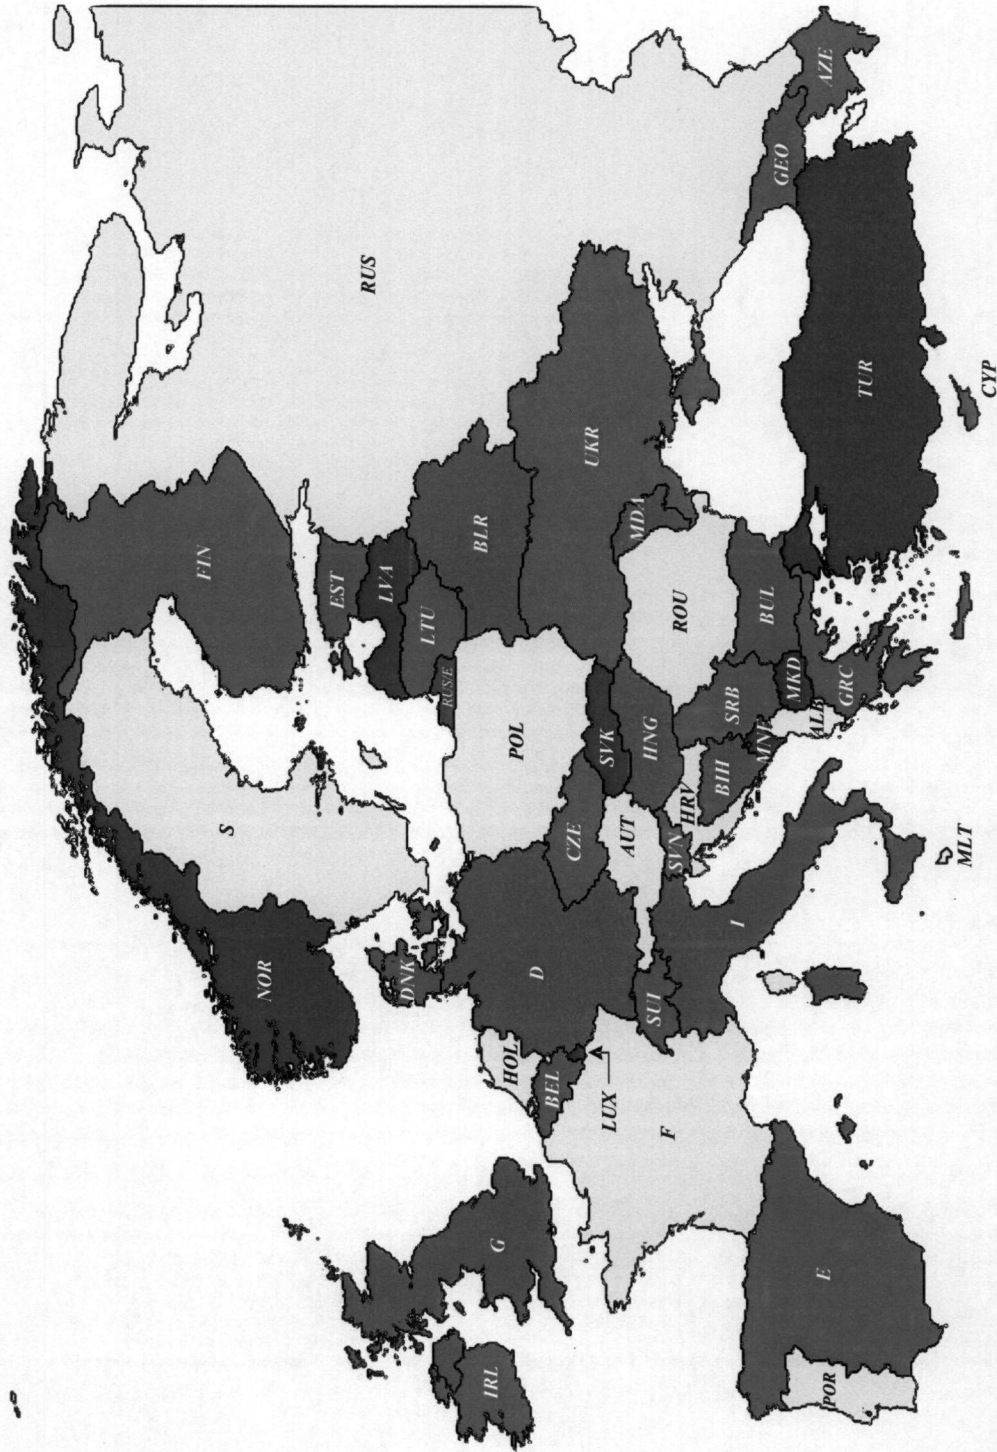 NOR
S
FIN
RUS
EST
LVA
LTU
RUS/E
DNK
IRL
G
HOL
BEL
LUX
D
POL
BLR
UKR
CZE
SVK
MDA
F
SUI
AUT
HNG
ROU
SVN
HRV
BIH
SRB
BUL
MNE
MKD
ALB
GRC
I
POR
E
GEO
AZE
TUR
MLT
CYP